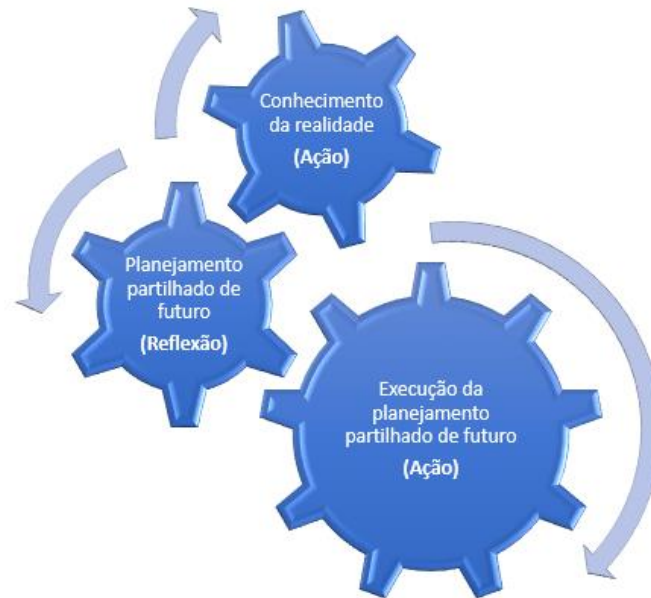 Conhecimento
da realidade
(Ação)
Planejamento
partilhado de
futuro
(Reflexão)
Execução da
planejamento
partilhado de futuro
(Ação)